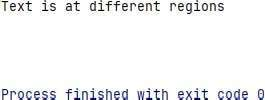 Text is at different regions
Process finished with exit code 0